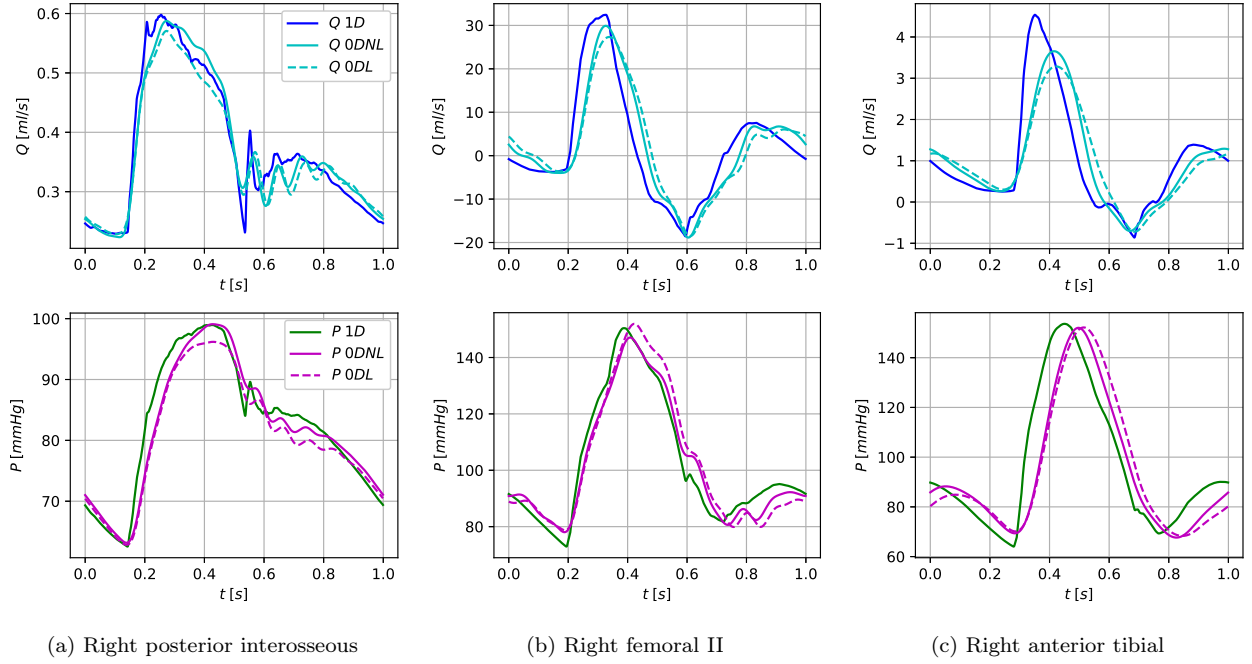 Q [ml/s]
0.6
0.5
0.4
0.3
0.0 0.2 0.4 0.6 0.8 1.0
t [s]
Q 1D
Q 0DNL
Q 0DL
Q [ml/s]
30
20
10
0
−10
−20
0.0 0.2 0.4 0.6 0.8 1.0
t [s]
Q [ml/s]
4
3
2
1
0
−1
0.0 0.2 0.4 0.6 0.8 1.0
t [s]
P [mmHg]
100
90
80
70
0.0 0.2 0.4 0.6 0.8 1.0
t [s]
P 1D
P 0DNL
P 0DL
P [mmHg]
140
120
100
80
0.0 0.2 0.4 0.6 0.8 1.0
t [s]
P [mmHg]
140
120
100
80
60
0.0 0.2 0.4 0.6 0.8 1.0
t [s]
(a) Right posterior interosseous
(b) Right femoral II
(c) Right anterior tibial